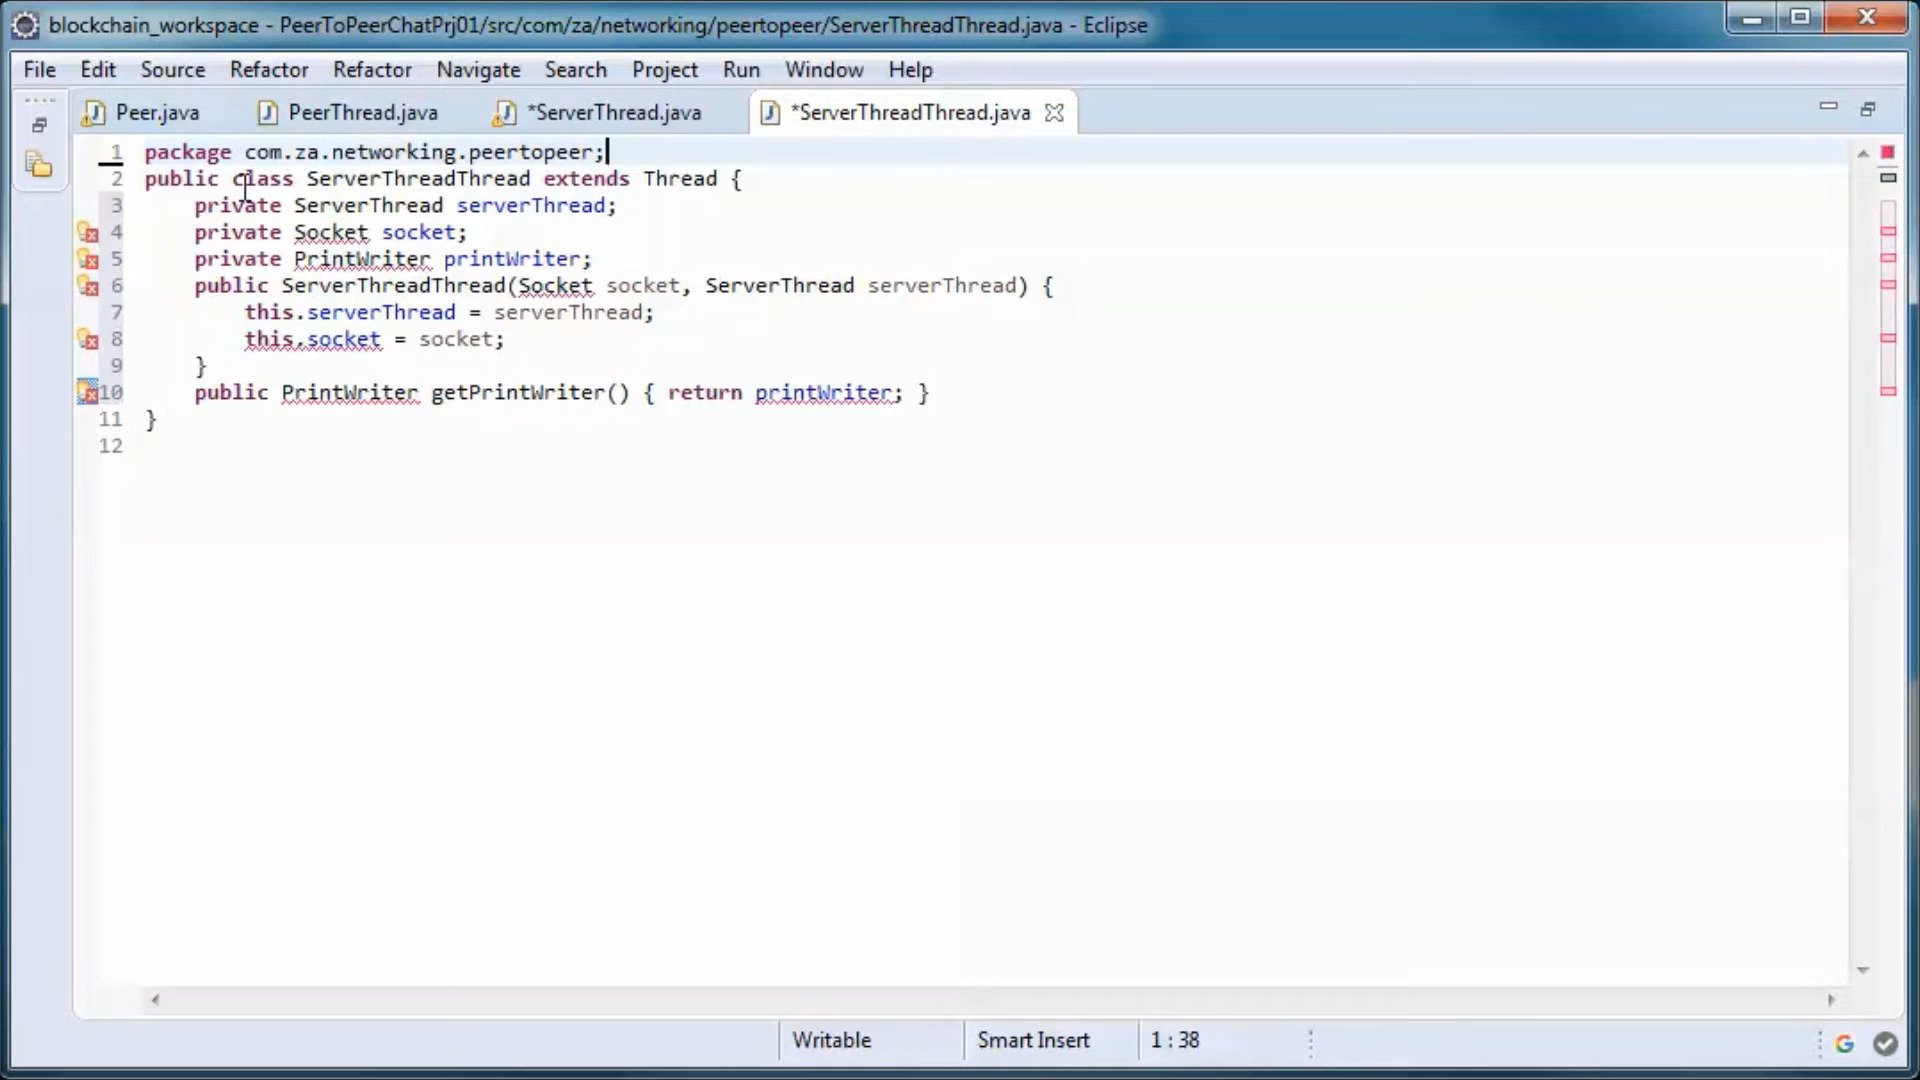 blockchain_workspace - PeerToPeerChatPrj01/src/com/za/networking/peertopeer/ServerThreadThread.java - Eclipse
File Edit Source Refactor Refactor Navigate Search Project Run Window Help
Peer.java PeerThread.java *ServerThread.java *ServerThreadThread.java
1 package com.za.networking.peertopeer;
2 public class ServerThreadThread extends Thread {
3 private ServerThread serverThread;
4 private Socket socket;
5 private PrintWriter printWriter;
6 public ServerThreadThread(Socket socket, ServerThread serverThread) {
7 this.serverThread = serverThread;
8 this.socket = socket;
9 }
10 public PrintWriter getPrintWriter() { return printWriter; }
11 }
12
Writable Smart Insert 1 : 38